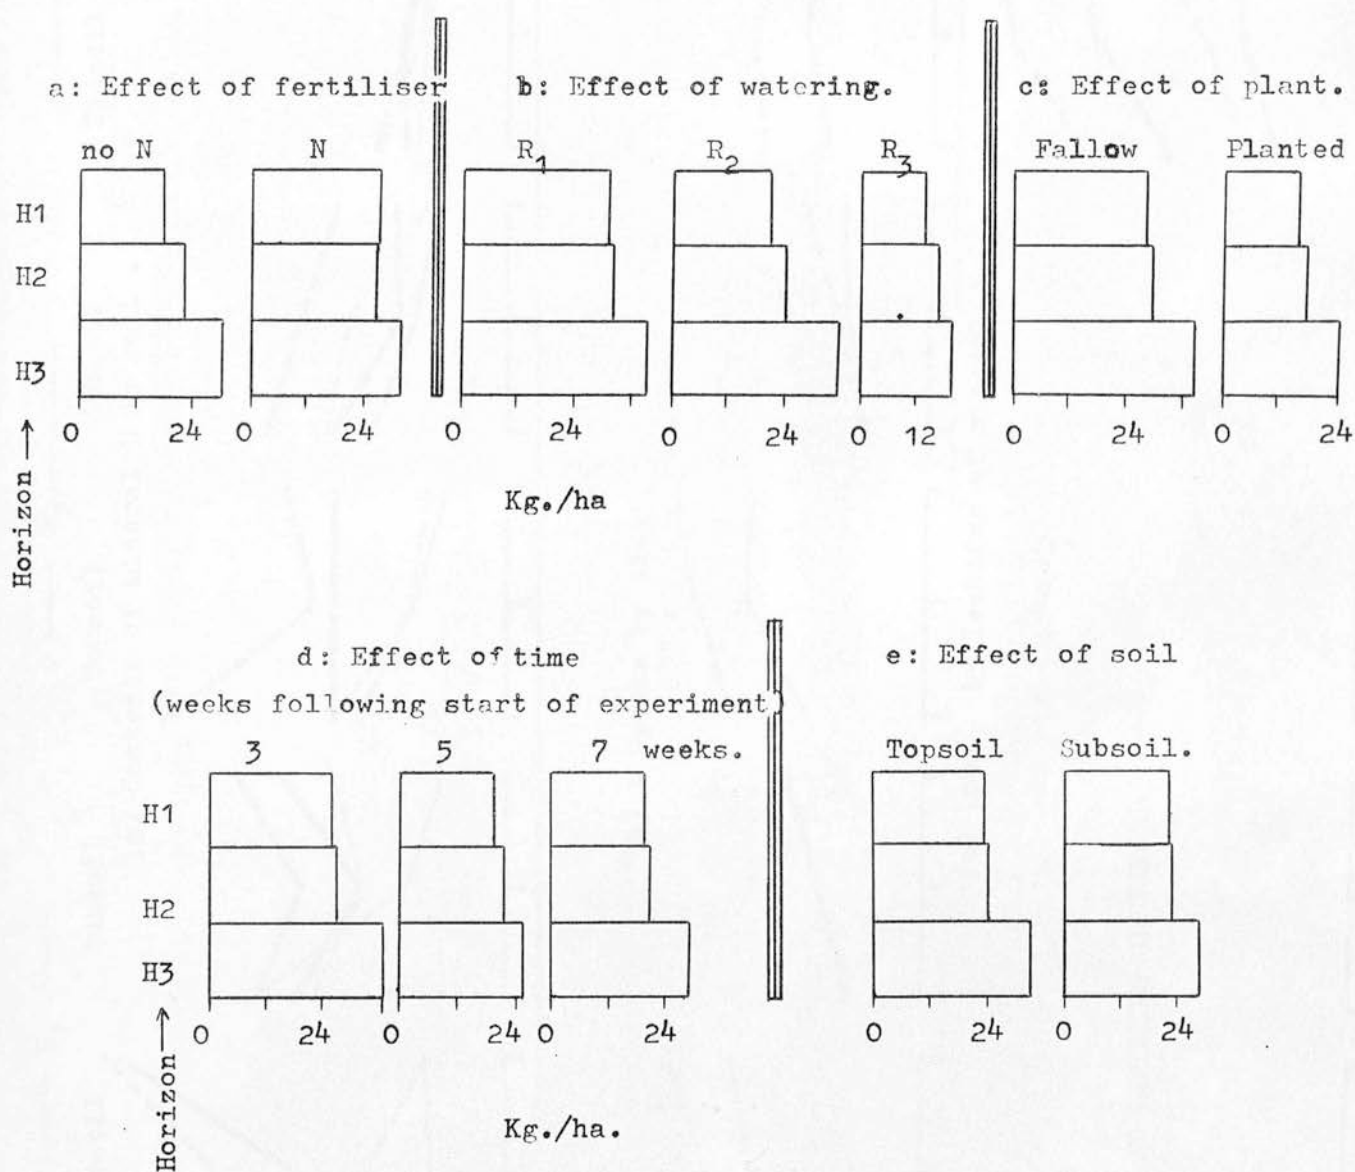 a: Effect of fertiliser
b: Effect of watering.
c: Effect of plant.
no N N R1 R2 R3 Fallow Planted
H1
H2
H3
0 24 0 24 0 24 0 24 0 12 0 24 0 24
Horizon →
Kg./ha
d: Effect of time
(weeks following start of experiment)
3 5 7 weeks.
e: Effect of soil
Topsoil Subsoil.
H1
H2
H3
0 24 0 24 0 24 0 24 0 24
Horizon →
Kg./ha.